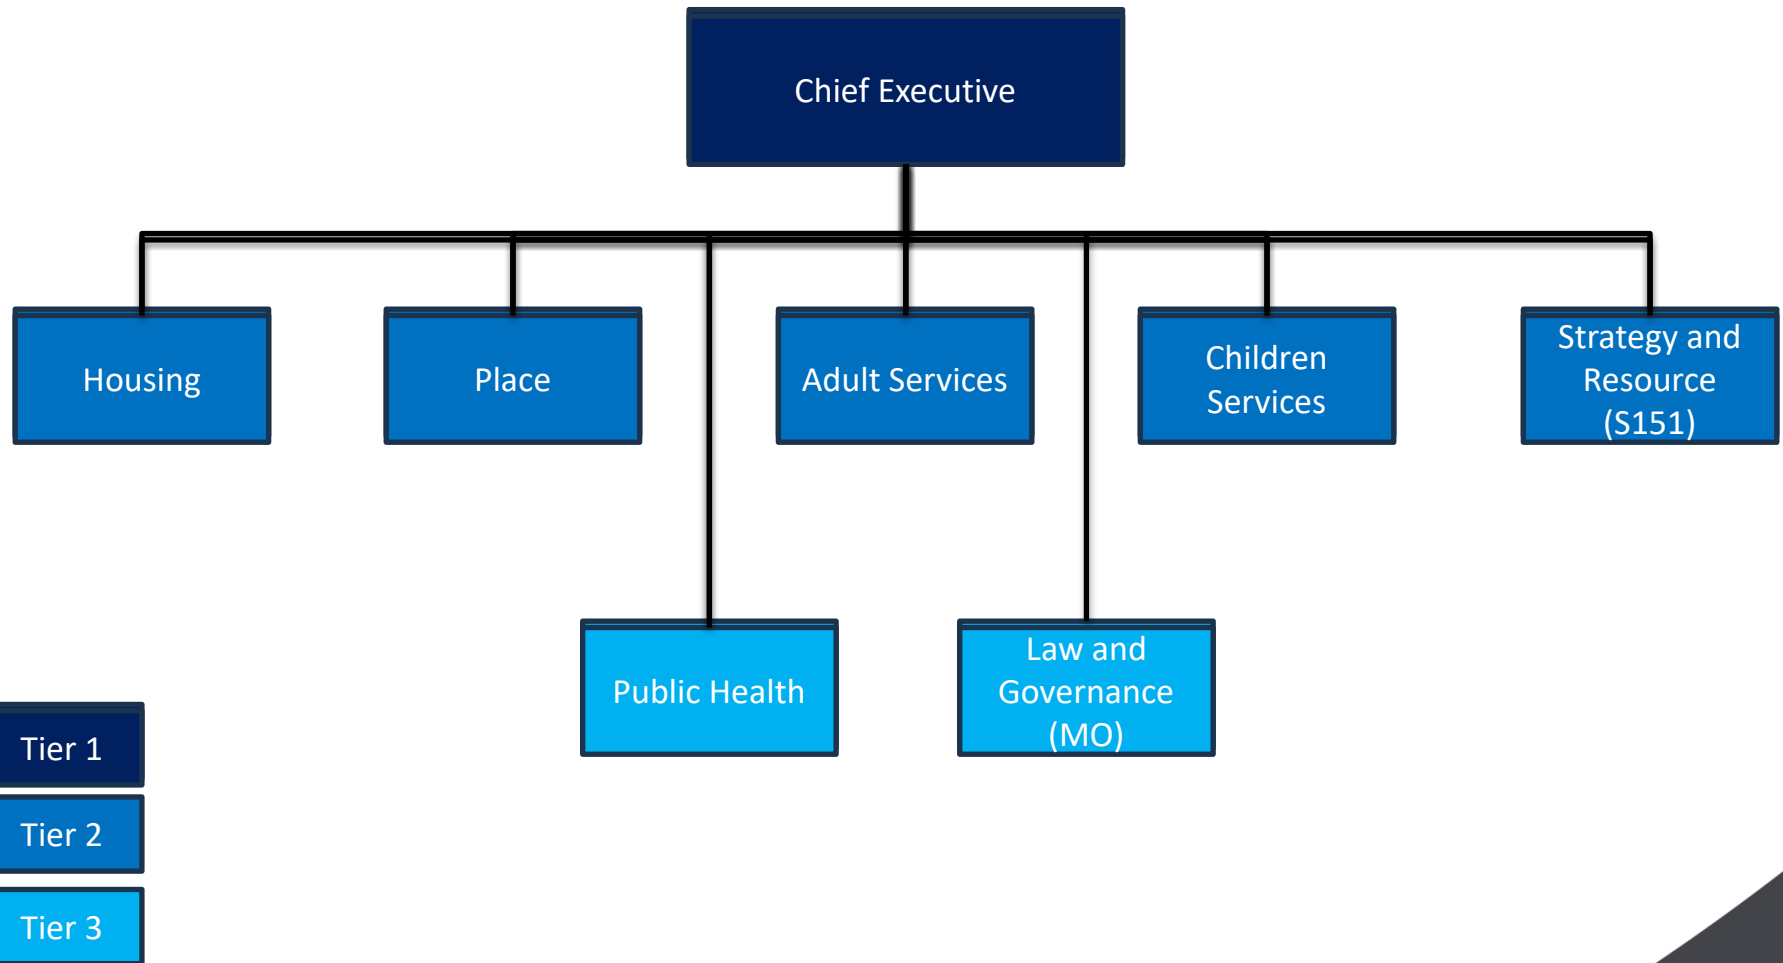 Chief Executive
Housing
Place
Adult Services
Children
Services
Strategy and
Resource
(S151)
Public Health
Law and
Governance
(MO)
Tier 1
Tier 2
Tier 3